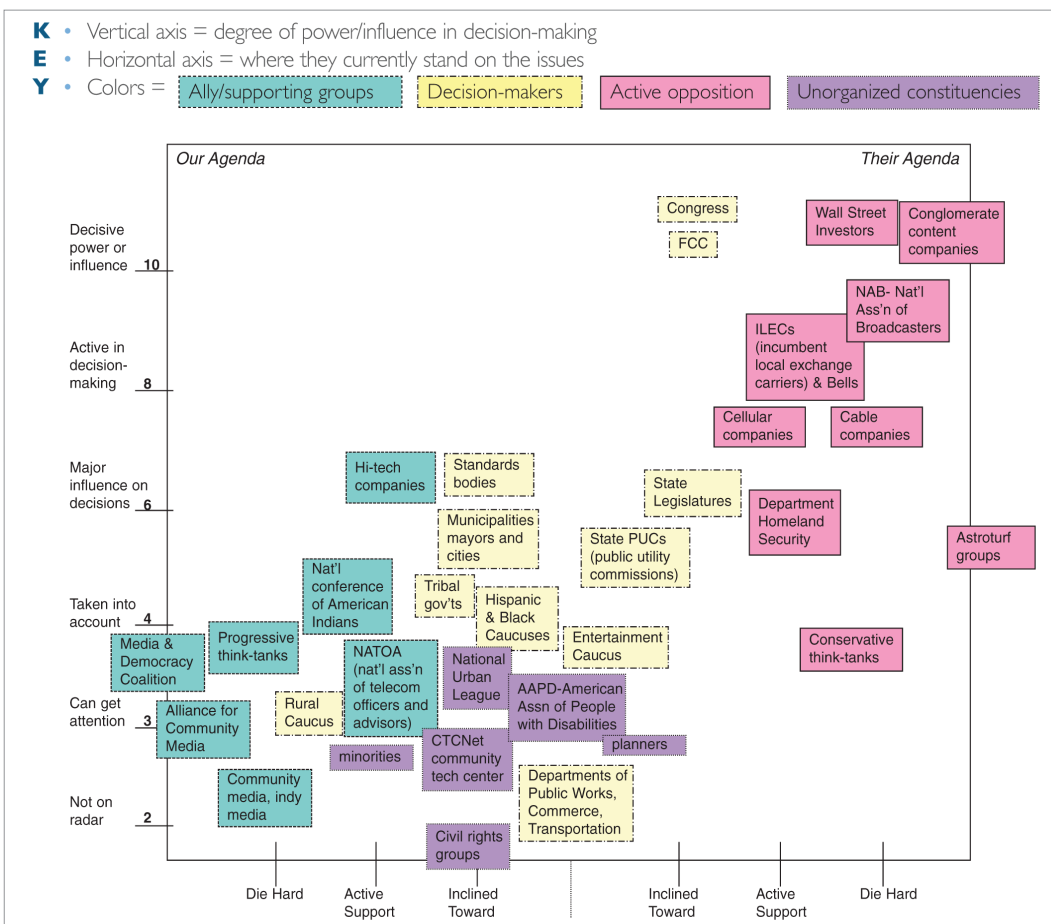 K • Vertical axis = degree of power/influence in decision-making
E • Horizontal axis = where they currently stand on the issues
Y • Colors = Ally/supporting groups Decision-makers Active opposition Unorganized constituencies
Our Agenda
Their Agenda
Decisive
power or
influence 10
Active in
decision-
making 8
Major
influence on
decisions 6
Taken into
account 4
Can get
attention 3
Not on
radar 2
Congress
FCC
Wall Street
Investors
Conglomerate
content
companies
NAB- Nat'l
Ass'n of
Broadcasters
ILECs
(incumbent
local exchange
carriers) & Bells
Cellular
companies
Cable
companies
Hi-tech
companies
Standards
bodies
State
Legislatures
Department
Homeland
Security
Municipalities
mayors and
cities
State PUCs
(public utility
commissions)
Astroturf
groups
Nat'l
conference
of American
Indians
Tribal
gov'ts
Hispanic
& Black
Caucuses
Media &
Democracy
Coalition
Progressive
think-tanks
NATOA
(nat'l ass'n
of telecom
officers and
advisors)
National
Urban
League
Entertainment
Caucus
Conservative
think-tanks
AAPD-American
Assn of People
with Disabilities
Alliance for
Community
Media
Rural
Caucus
minorities
CTCNet
community
tech center
planners
Community
media, indy
media
Departments of
Public Works,
Commerce,
Transportation
Civil rights
groups
Die Hard
Active
Support
Inclined
Toward
Inclined
Toward
Active
Support
Die Hard